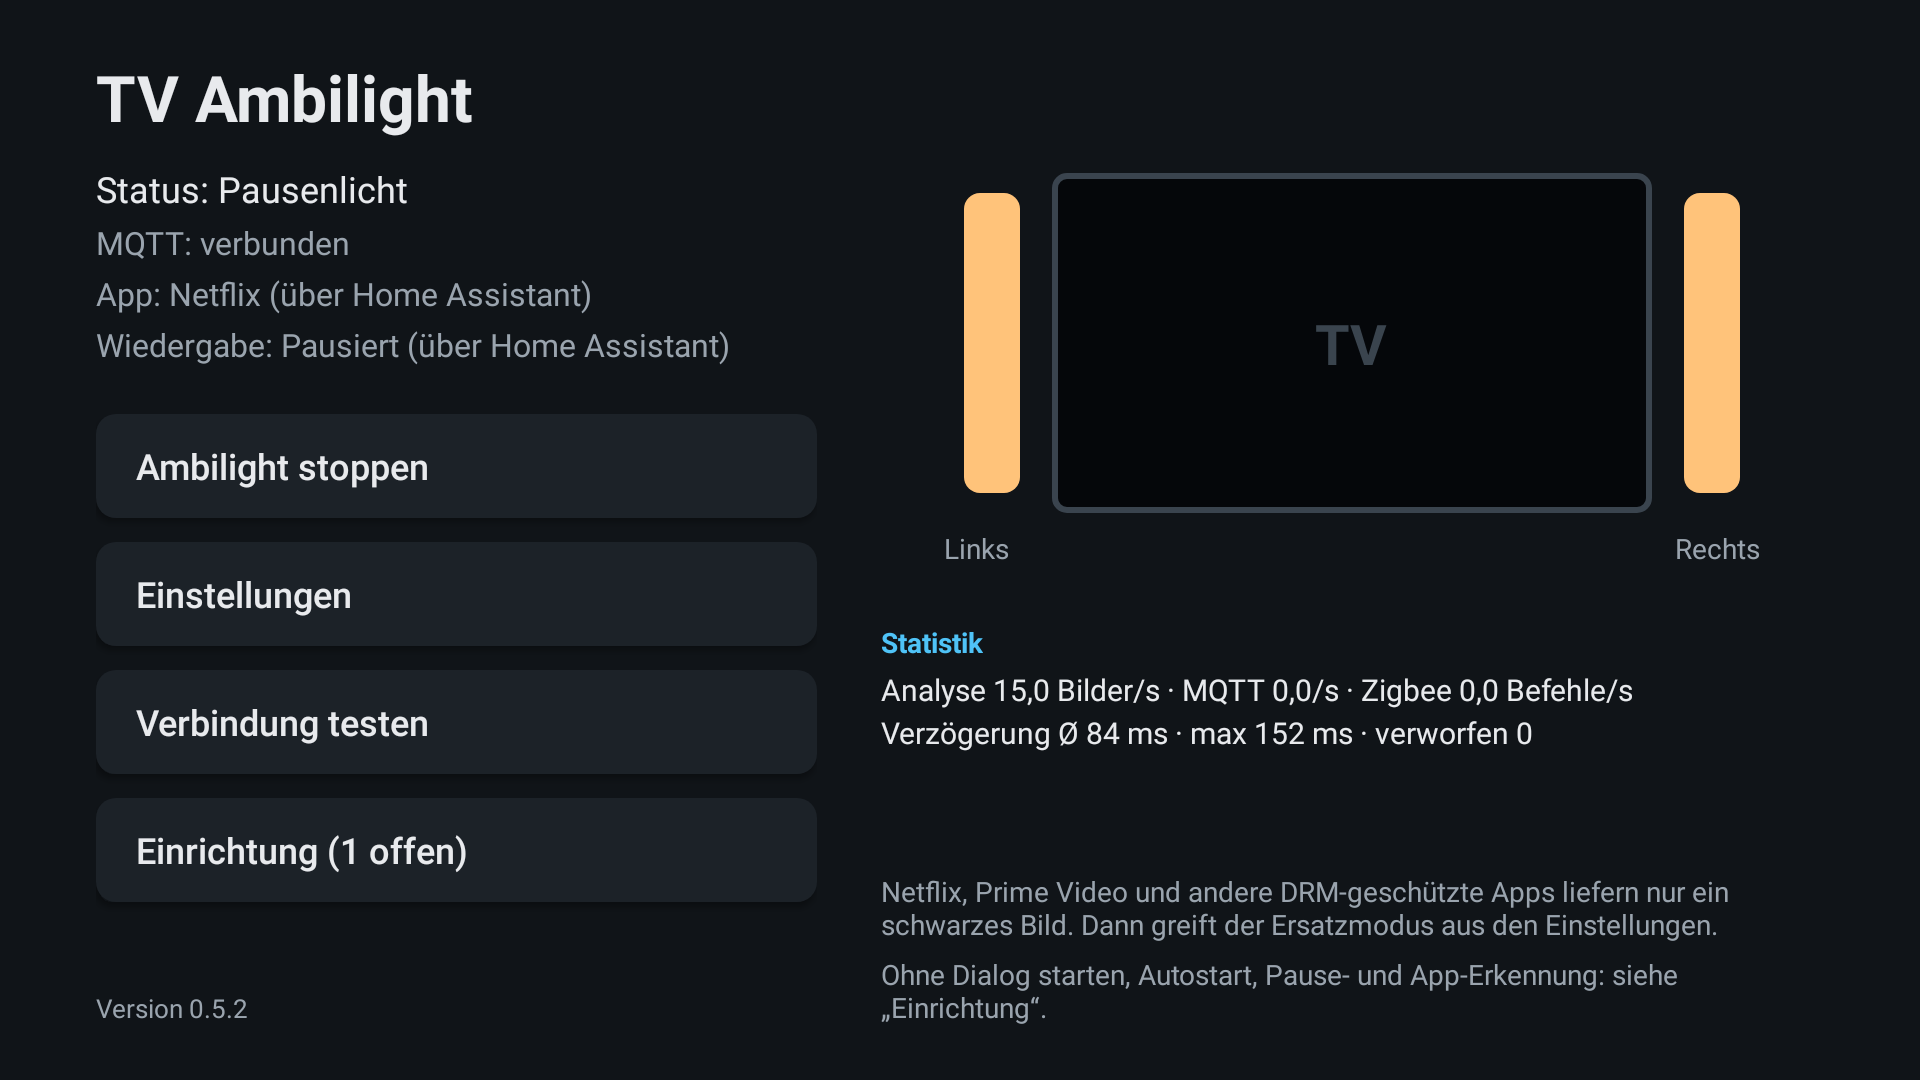 TV Ambilight
Status: Pausenlicht
MQTT: verbunden
App: Netflix (über Home Assistant)
Wiedergabe: Pausiert (über Home Assistant)
Ambilight stoppen
Einstellungen
Verbindung testen
Einrichtung (1 offen)
Version 0.5.2
TV
Links
Rechts
Statistik
Analyse 15,0 Bilder/s · MQTT 0,0/s · Zigbee 0,0 Befehle/s
Verzögerung Ø 84 ms · max 152 ms · verworfen 0
Netflix, Prime Video und andere DRM-geschützte Apps liefern nur ein
schwarzes Bild. Dann greift der Ersatzmodus aus den Einstellungen.
Ohne Dialog starten, Autostart, Pause- und App-Erkennung: siehe
„Einrichtung“.